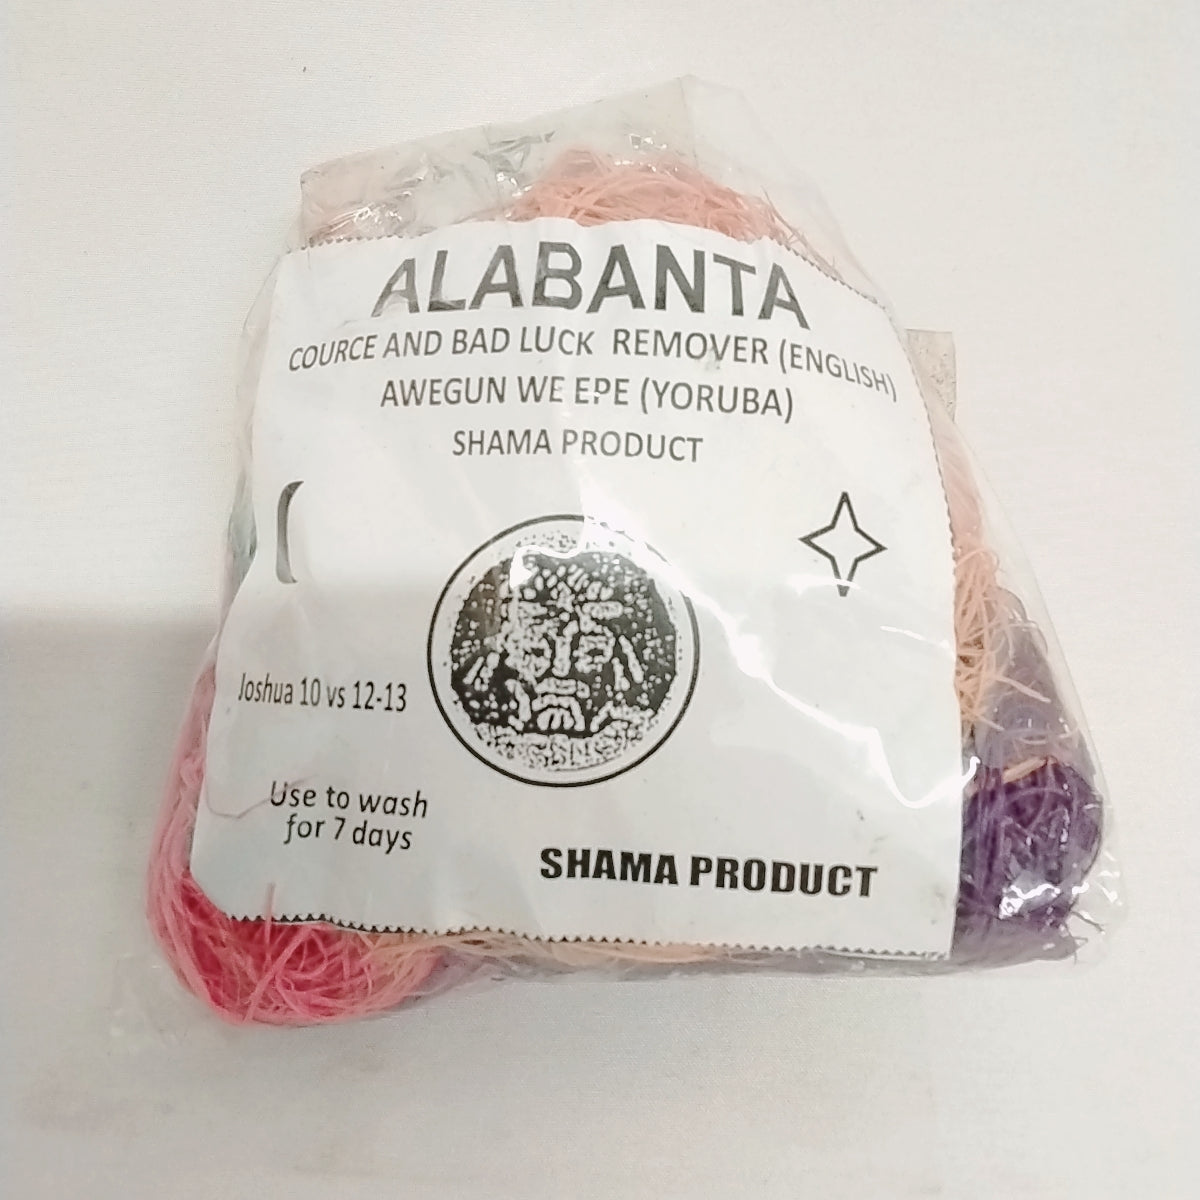 ALABANTA
COURCE AND BAD LUCK REMOVER (ENGLISH)
AWEGUN WE EPE (YORUBA)
SHAMA PRODUCT
Joshua 10 vs 12-13
Use to wash
for 7 days
SHAMA PRODUCT